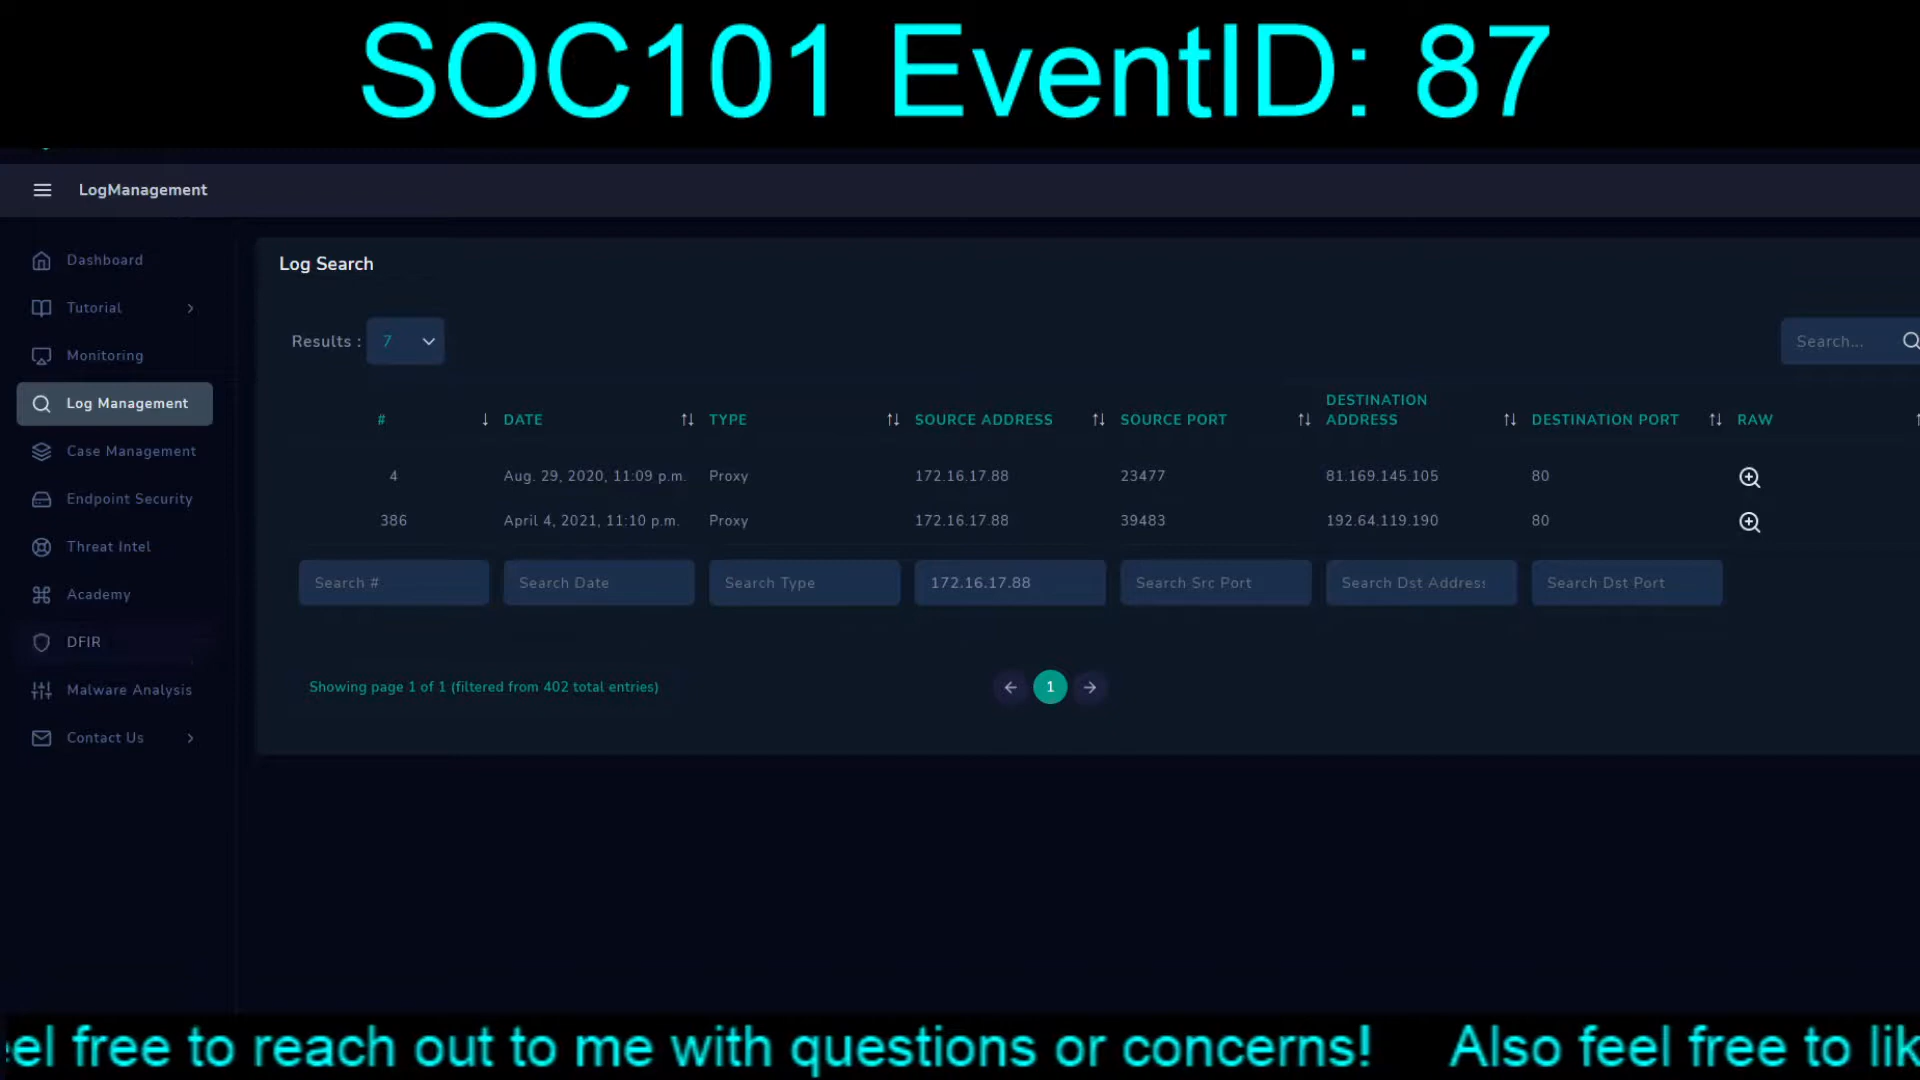 SOC101 EventID: 87
LogManagement
Dashboard
Tutorial
Monitoring
Log Management
Case Management
Endpoint Security
Threat Intel
Academy
DFIR
Malware Analysis
Contact Us
Log Search
Results : 7
Search...
# DATE TYPE SOURCE ADDRESS SOURCE PORT DESTINATION ADDRESS DESTINATION PORT RAW
4 Aug. 29, 2020, 11:09 p.m. Proxy 172.16.17.88 23477 81.169.145.105 80
386 April 4, 2021, 11:10 p.m. Proxy 172.16.17.88 39483 192.64.119.190 80
Search # Search Date Search Type 172.16.17.88 Search Src Port Search Dst Address Search Dst Port
Showing page 1 of 1 (filtered from 402 total entries)
1
eel free to reach out to me with questions or concerns! Also feel free to lik